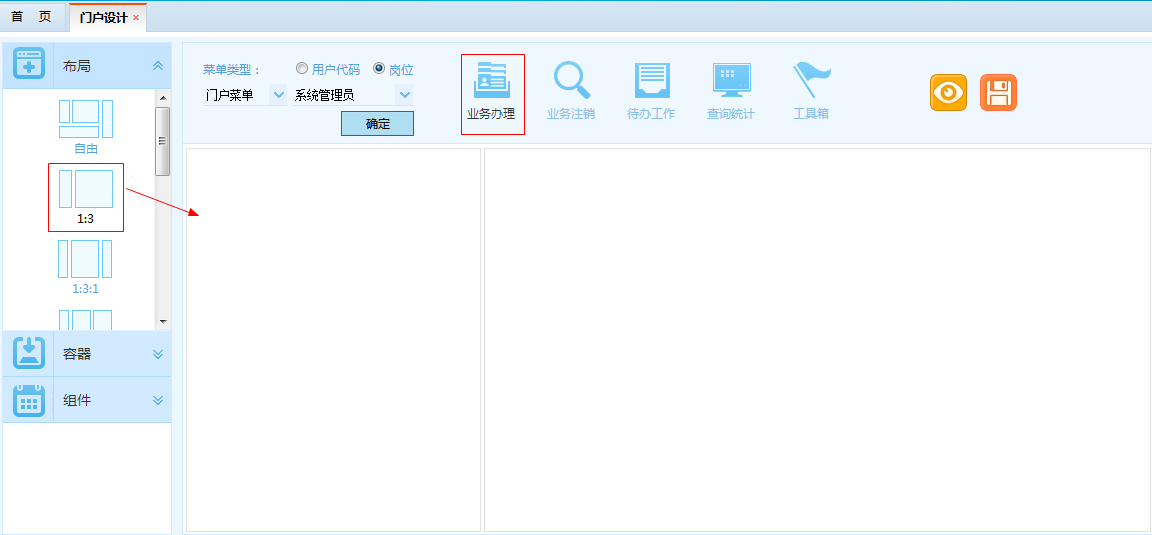 首 页
门户设计 ×
布局
自由
1:3
1:3:1
容器
组件
菜单类型：
用户代码
岗位
门户菜单
系统管理员
确定
业务办理
业务注销
待办工作
查询统计
工具箱